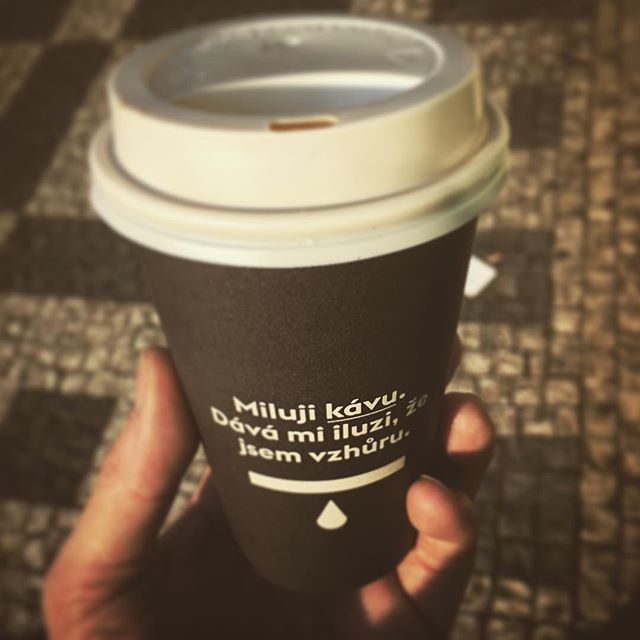 Miluji kávu.
Dává mi iluzi, že
jsem vzhůru.